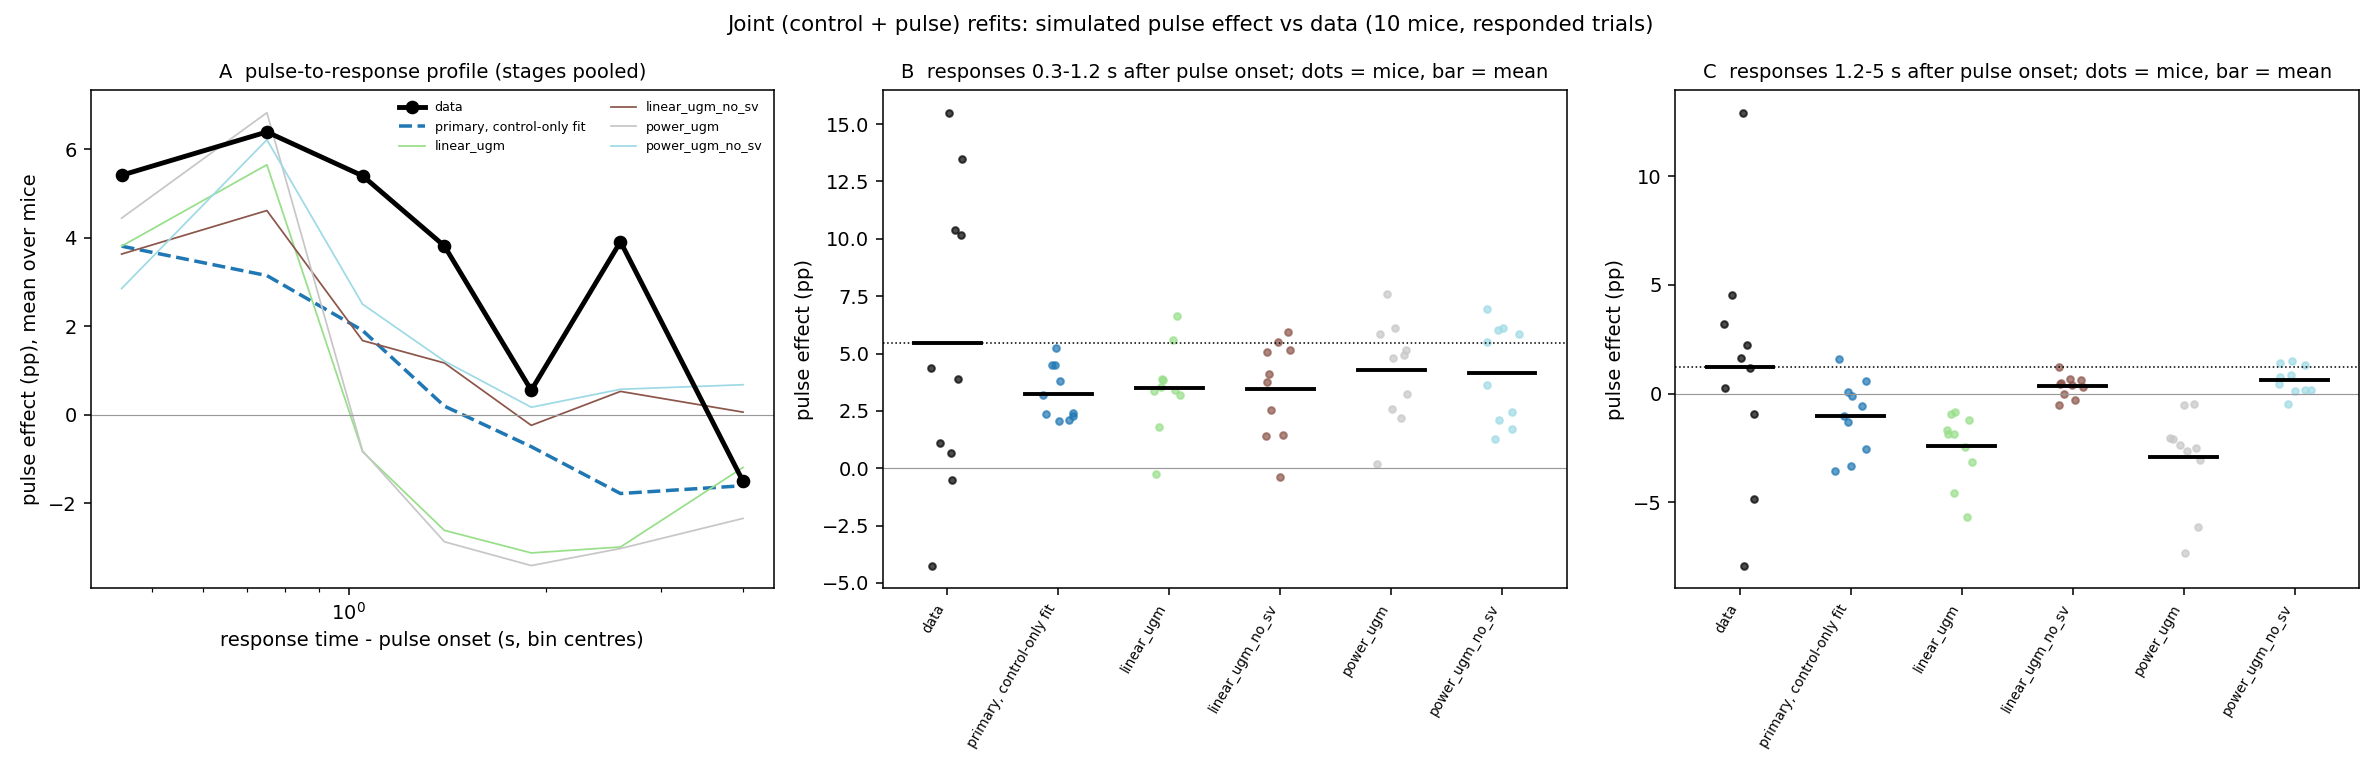 Joint (control + pulse) refits: simulated pulse effect vs data (10 mice, responded trials)
A  pulse-to-response profile (stages pooled)
pulse effect (pp), mean over mice
6
4
2
0
−2
data
primary, control-only fit
linear_ugm
linear_ugm_no_sv
power_ugm
power_ugm_no_sv
10⁰
response time - pulse onset (s, bin centres)
B  responses 0.3-1.2 s after pulse onset; dots = mice, bar = mean
pulse effect (pp)
15.0
12.5
10.0
7.5
5.0
2.5
0.0
−2.5
−5.0
data
primary, control-only fit
linear_ugm
linear_ugm_no_sv
power_ugm
power_ugm_no_sv
C  responses 1.2-5 s after pulse onset; dots = mice, bar = mean
pulse effect (pp)
10
5
0
−5
data
primary, control-only fit
linear_ugm
linear_ugm_no_sv
power_ugm
power_ugm_no_sv